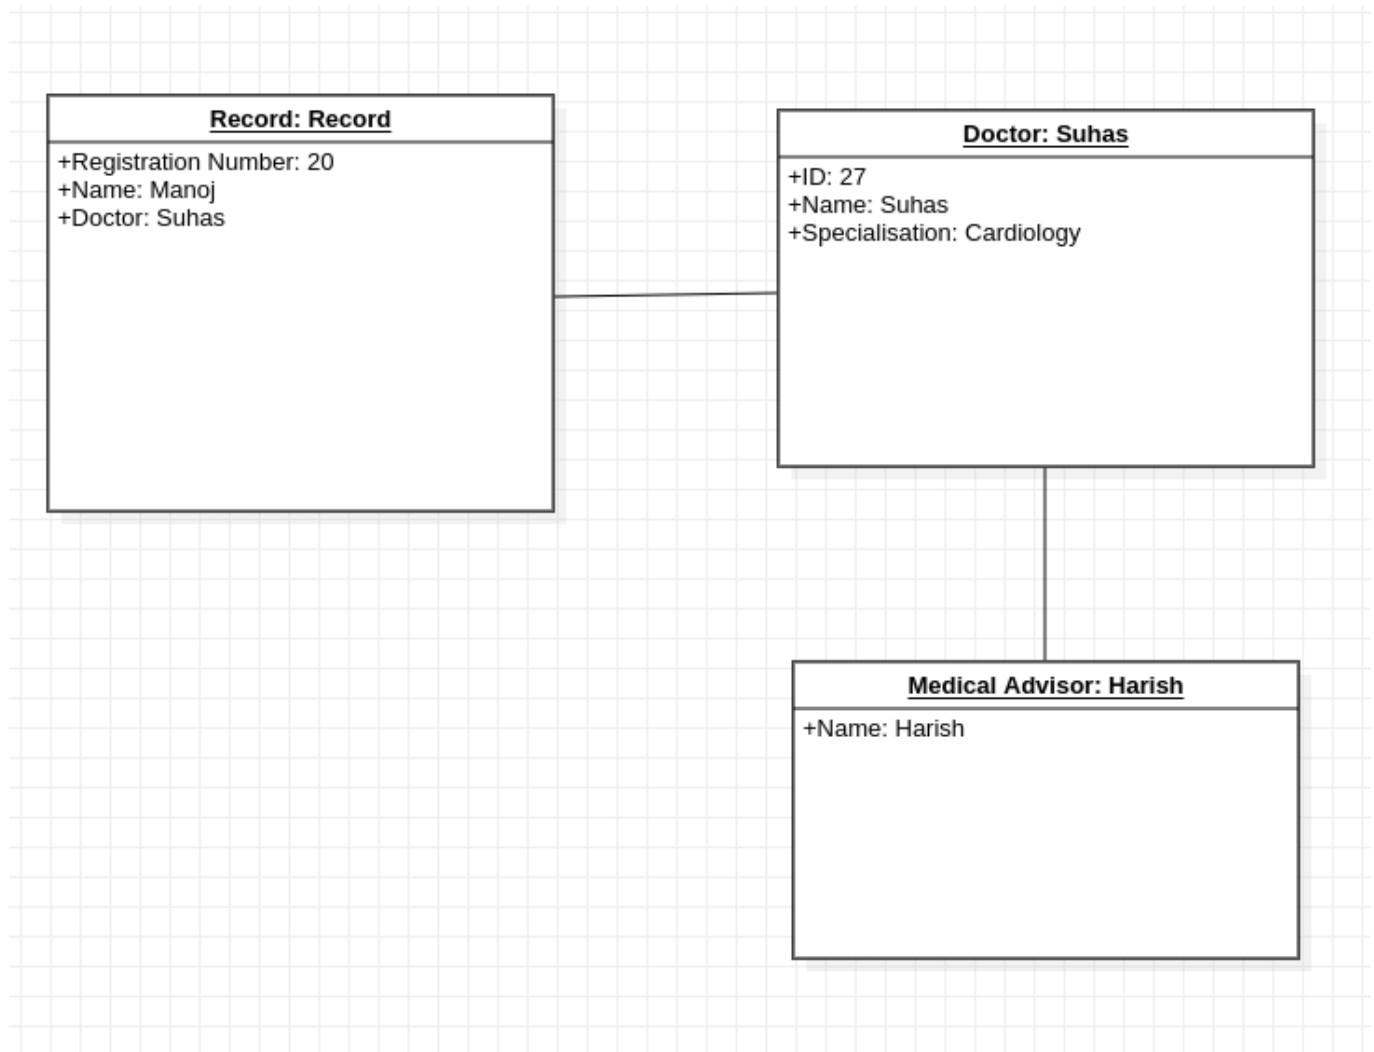 Record: Record
+Registration Number: 20
+Name: Manoj
+Doctor: Suhas
Doctor: Suhas
+ID: 27
+Name: Suhas
+Specialisation: Cardiology
Medical Advisor: Harish
+Name: Harish